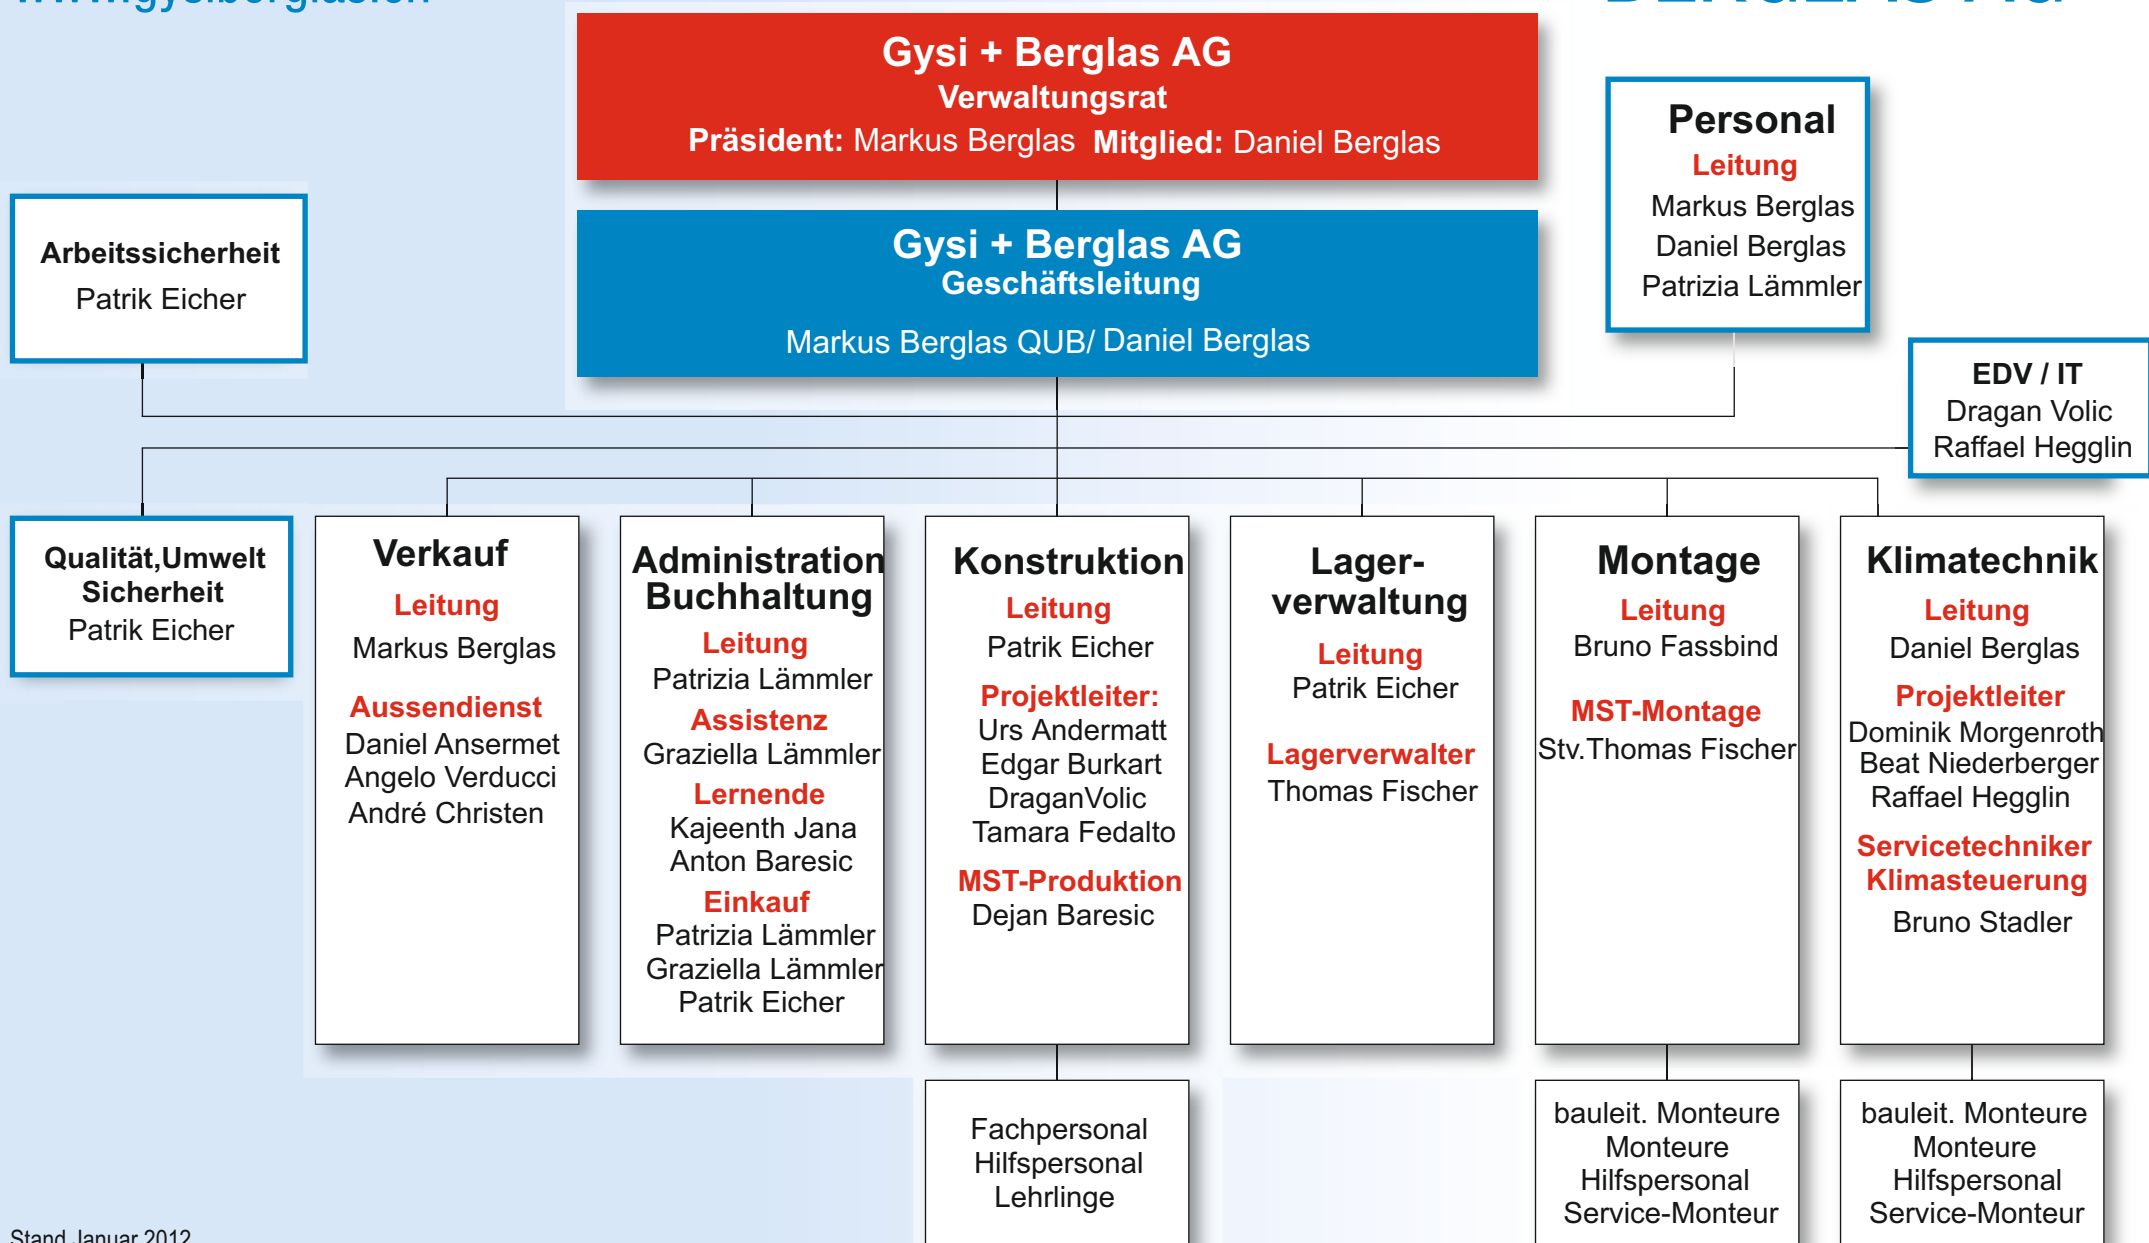 Gysi + Berglas AG
Verwaltungsrat
Präsident: Markus Berglas Mitglied: Daniel Berglas
Personal
Leitung
Markus Berglas
Daniel Berglas
Patrizia Lämmler
Arbeitssicherheit
Patrik Eicher
Gysi + Berglas AG
Geschäftsleitung
Markus Berglas QUB/ Daniel Berglas
EDV / IT
Dragan Volic
Raffael Hegglin
Qualität,Umwelt
Sicherheit
Patrik Eicher
Verkauf
Leitung
Markus Berglas
Aussendienst
Daniel Ansermet
Angelo Verducci
André Christen
Administration
Buchhaltung
Leitung
Patrizia Lämmler
Assistenz
Graziella Lämmler
Lernende
Kajeenth Jana
Anton Baresic
Einkauf
Patrizia Lämmler
Graziella Lämmler
Patrik Eicher
Konstruktion
Leitung
Patrik Eicher
Projektleiter:
Urs Andermatt
Edgar Burkart
DraganVolic
Tamara Fedalto
MST-Produktion
Dejan Baresic
Lager-
verwaltung
Leitung
Patrik Eicher
Lagerverwalter
Thomas Fischer
Montage
Leitung
Bruno Fassbind
MST-Montage
Stv.Thomas Fischer
Klimatechnik
Leitung
Daniel Berglas
Projektleiter
Dominik Morgenroth
Beat Niederberger
Raffael Hegglin
Servicetechniker
Klimasteuerung
Bruno Stadler
Fachpersonal
Hilfspersonal
Lehrlinge
bauleit. Monteure
Monteure
Hilfspersonal
Service-Monteur
bauleit. Monteure
Monteure
Hilfspersonal
Service-Monteur
Stand Januar 2012